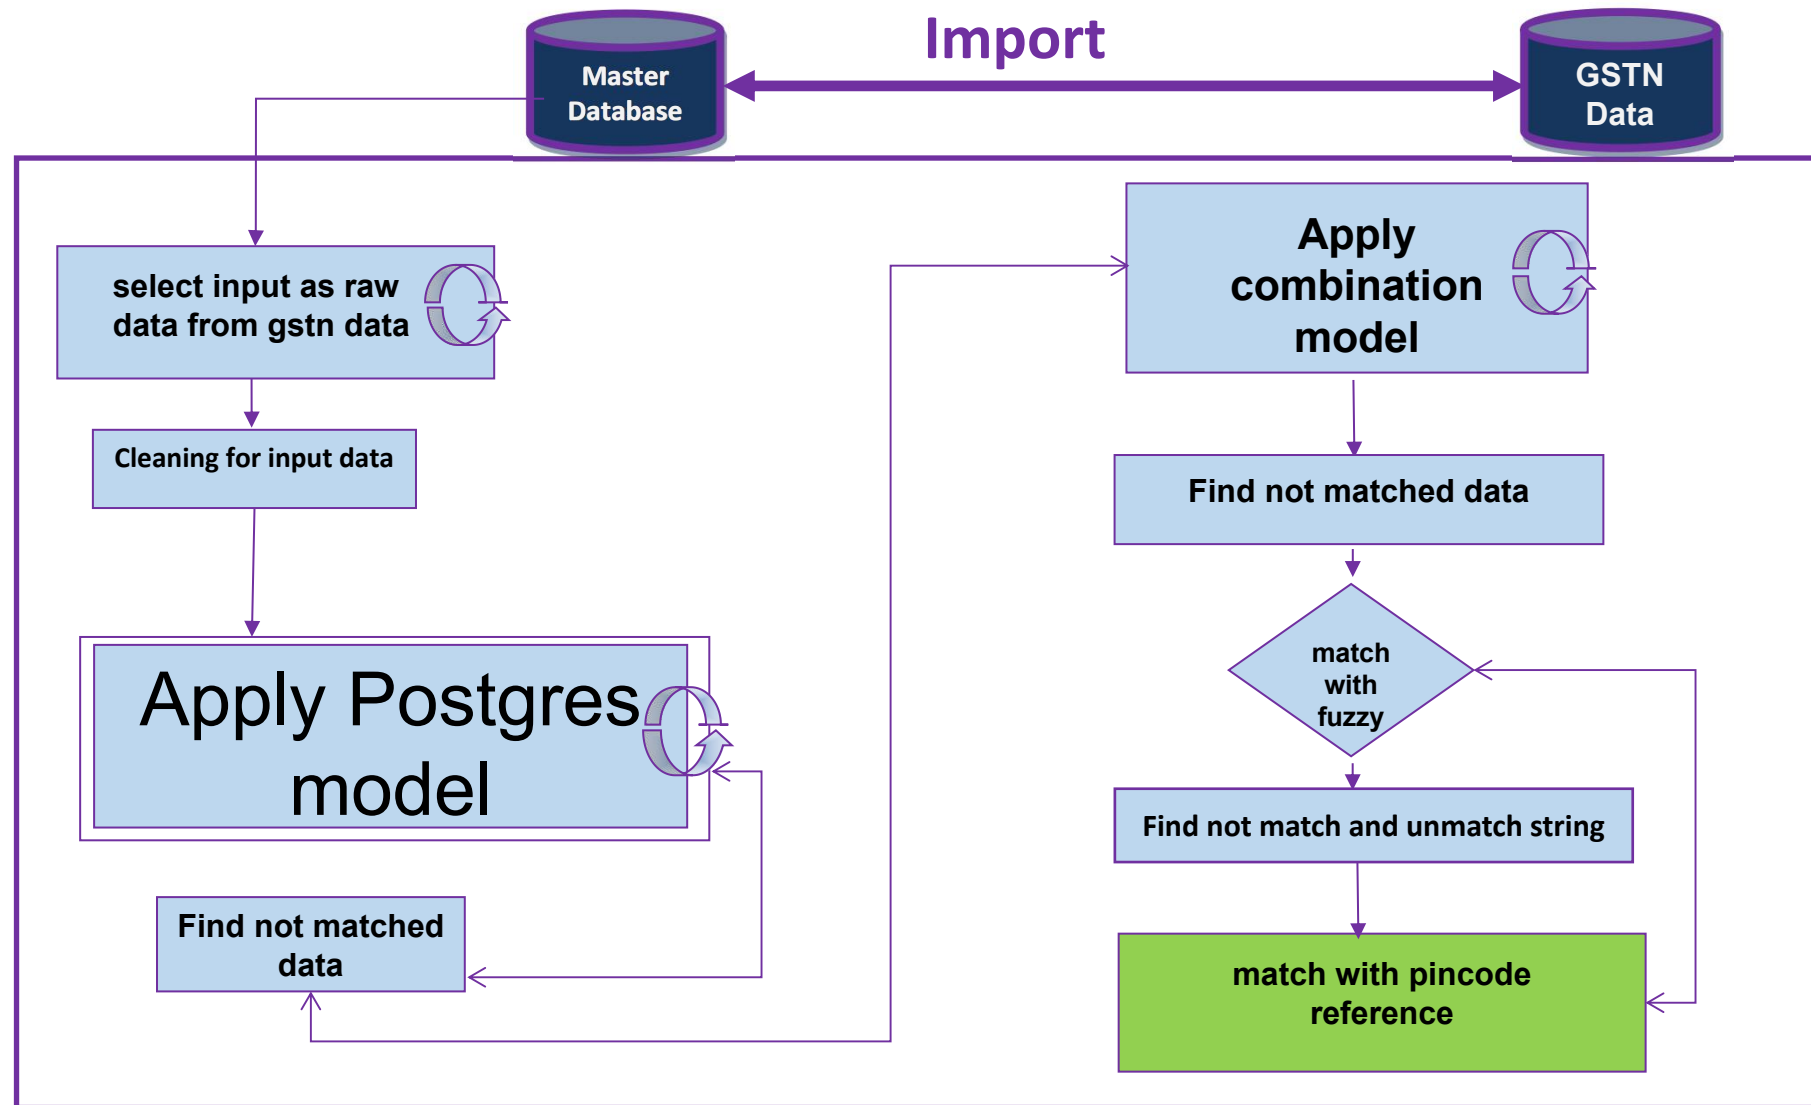 Import
Master
Database
GSTN
Data
select input as raw
data from gstn data
Cleaning for input data
Apply Postgres
model
Find not matched
data
Apply
combination
model
Find not matched data
match
with
fuzzy
Find not match and unmatch string
match with pincode
reference